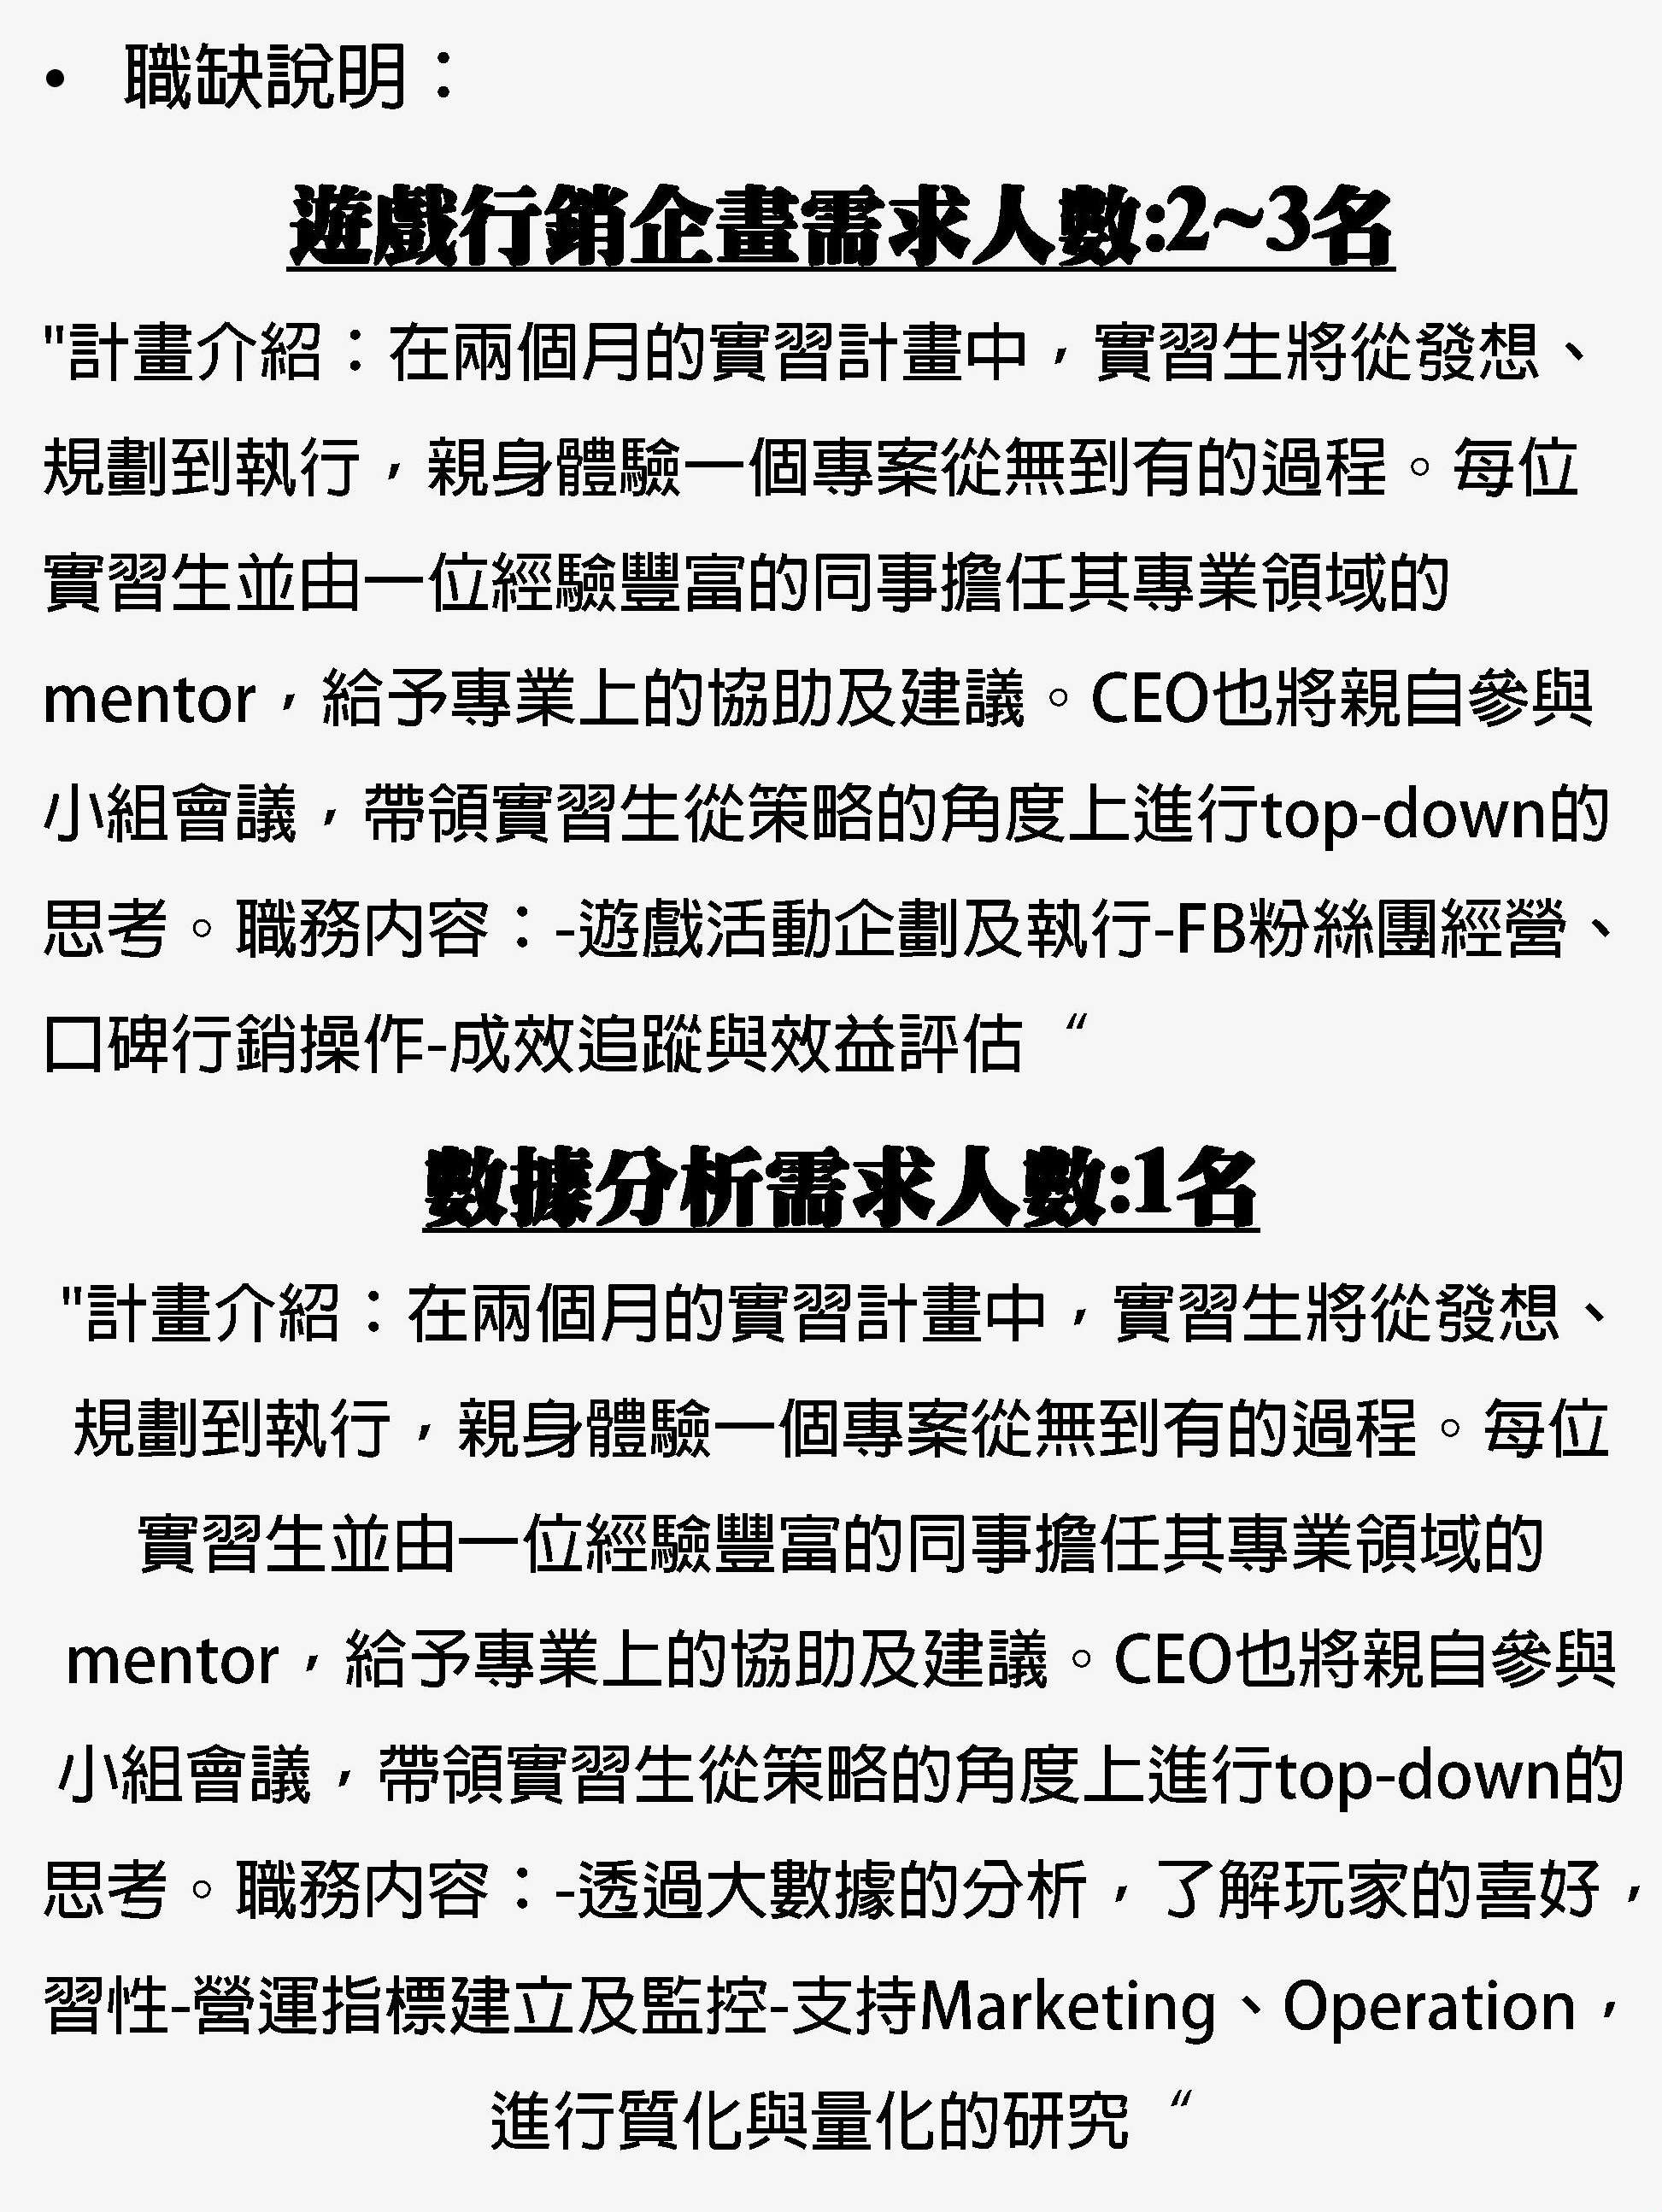 • 職缺說明：
遊戲行銷企畫需求人數:2~3名
"計畫介紹：在兩個月的實習計畫中，實習生將從發想、
規劃到執行，親身體驗一個專案從無到有的過程。每位
實習生並由一位經驗豐富的同事擔任其專業領域的
mentor，給予專業上的協助及建議。CEO也將親自參與
小組會議，帶領實習生從策略的角度上進行top-down的
思考。職務內容：-遊戲活動企劃及執行-FB粉絲團經營、
口碑行銷操作-成效追蹤與效益評估“
數據分析需求人數:1名
"計畫介紹：在兩個月的實習計畫中，實習生將從發想、
規劃到執行，親身體驗一個專案從無到有的過程。每位
實習生並由一位經驗豐富的同事擔任其專業領域的
mentor，給予專業上的協助及建議。CEO也將親自參與
小組會議，帶領實習生從策略的角度上進行top-down的
思考。職務內容：-透過大數據的分析，了解玩家的喜好，
習性-營運指標建立及監控-支持Marketing、Operation，
進行質化與量化的研究“